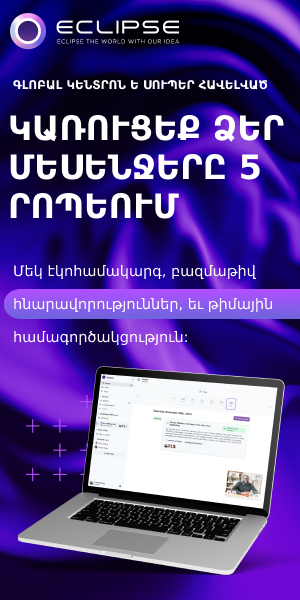 ECLIPSE
ECLIPSE THE WORLD WITH OUR IDEA
ԳԼՈԲԱԼ ԿԵՆՏՐՈՆ Ե ՍՈՒՊԵՐ ՀԱՎԵԼՎԱԾ
ԿԱՌՈՒՑԵՔ ՁԵՐ
ՄԵՍԵՆՋԵՐԸ 5
ՐՈՊԵՈՒՄ
Մեկ էկոհամակարգ, բազմաթիվ
հնարավորություններ, եւ թիմային
համագործակցություն: